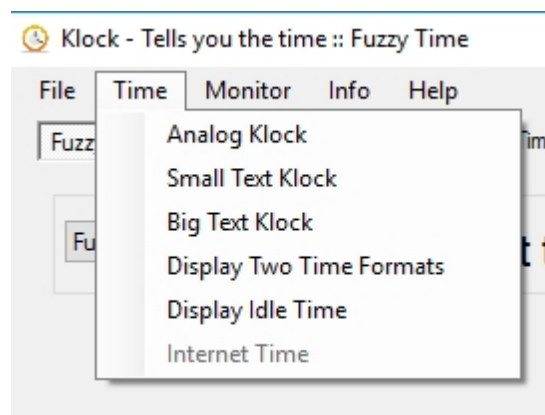 Klock - Tells you the time :: Fuzzy Time
File Time Monitor Info Help
Analog Klock
Small Text Klock
Big Text Klock
Display Two Time Formats
Display Idle Time
Internet Time